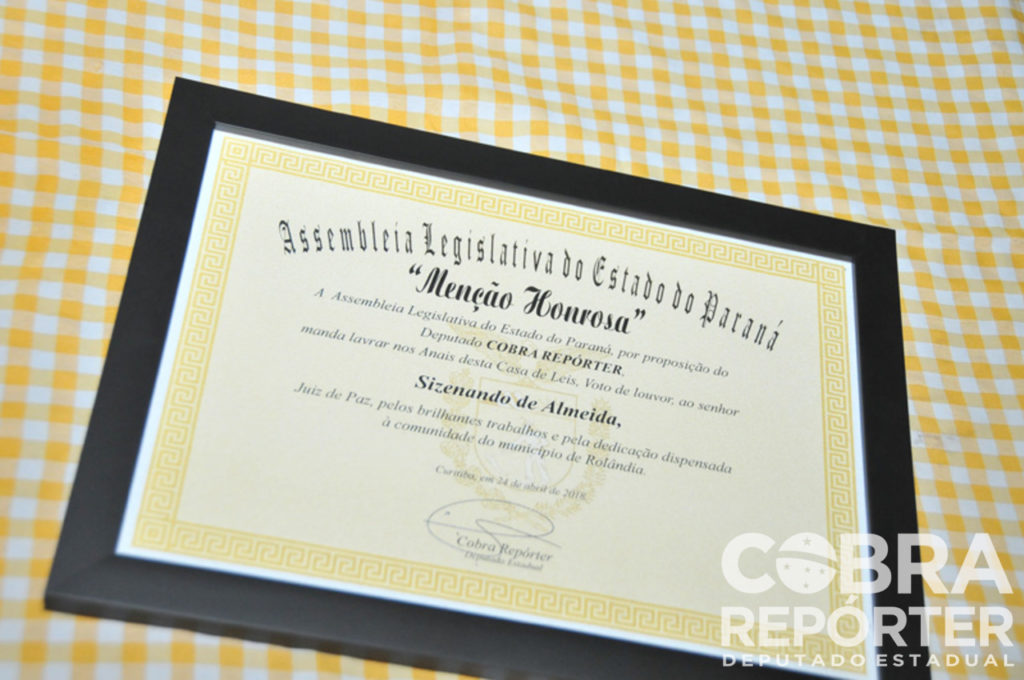 Assembleia Legislativa do Estado do Paraná
“Menção Honrosa”
A Assembleia Legislativa do Estado do Paraná, por proposição do
Deputado COBRA REPÓRTER,
manda lavrar nos Anais desta Casa de Leis, Voto de louvor, ao senhor
Sizenando de Almeida,
Juiz de Paz, pelos brilhantes trabalhos e pela dedicação dispensada
à comunidade do município de Rolândia.
Curitiba, em 24 de abril de 2018.
Cobra Repórter
Deputado Estadual
COBRA
REPÓRTER
DEPUTADO ESTADUAL